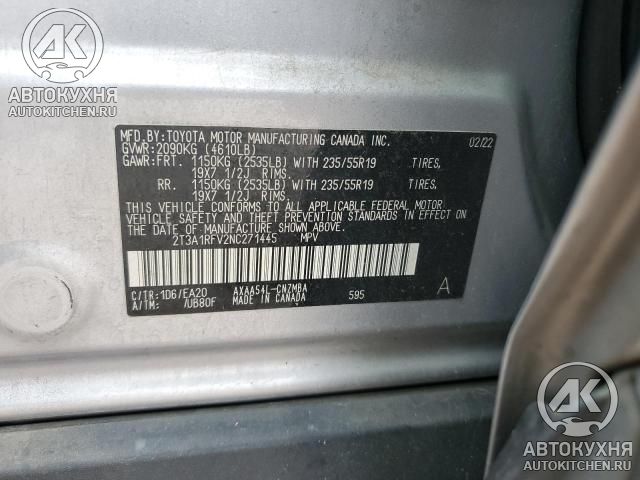 AK
АВТОКУХНЯ
AUTOKITCHEN.RU
MFD.BY:TOYOTA MOTOR MANUFACTURING CANADA INC. 02/22
GVWR:2090KG (4610LB)
GAWR:FRT. 1150KG (2535LB) WITH 235/55R19 TIRES,
19X7 1/2J RIMS.
RR. 1150KG (2535LB) WITH 235/55R19 TIRES,
19X7 1/2J RIMS.
THIS VEHICLE CONFORMS TO ALL APPLICABLE FEDERAL MOTOR
VEHICLE SAFETY AND THEFT PREVENTION STANDARDS IN EFFECT
ON THE DATE OF MANUFACTURE SHOWN ABOVE.
2T3A1RFV2NC271445 MPV
C/TR:1D6/EA20 AXAA54L-CNZMBA 595 A
A/TM: /UB80F MADE IN CANADA
AK
АВТОКУХНЯ
AUTOKITCHEN.RU